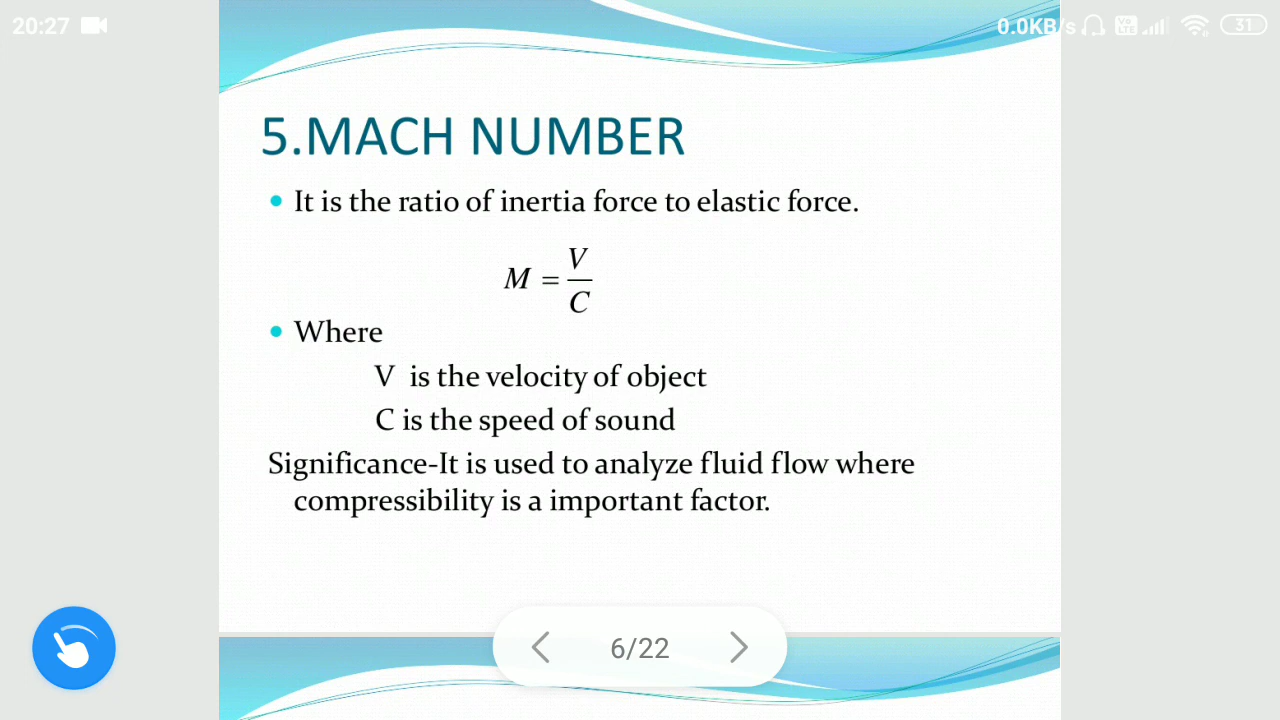 20:27
0.0KB/s
31
5.MACH NUMBER
It is the ratio of inertia force to elastic force.
M = V/C
Where
V is the velocity of object
C is the speed of sound
Significance-It is used to analyze fluid flow where
compressibility is a important factor.
6/22